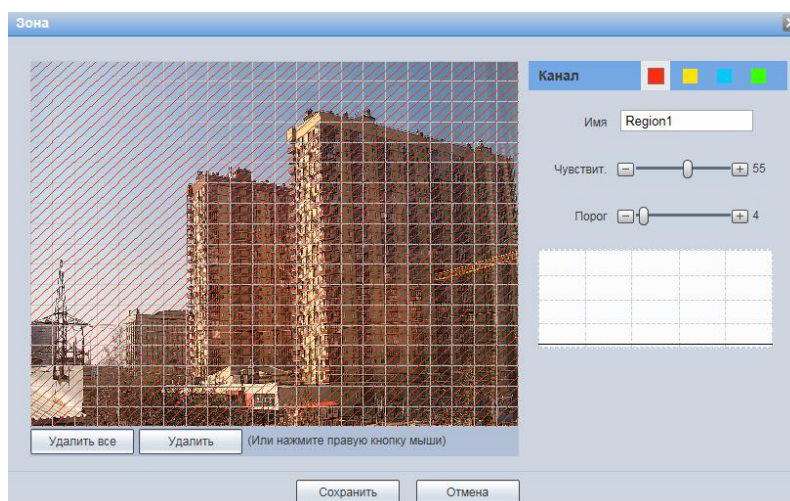 Зона
Канал
Имя Region1
Чувствит. 55
Порог 4
Удалить все Удалить (Или нажмите правую кнопку мыши)
Сохранить Отмена